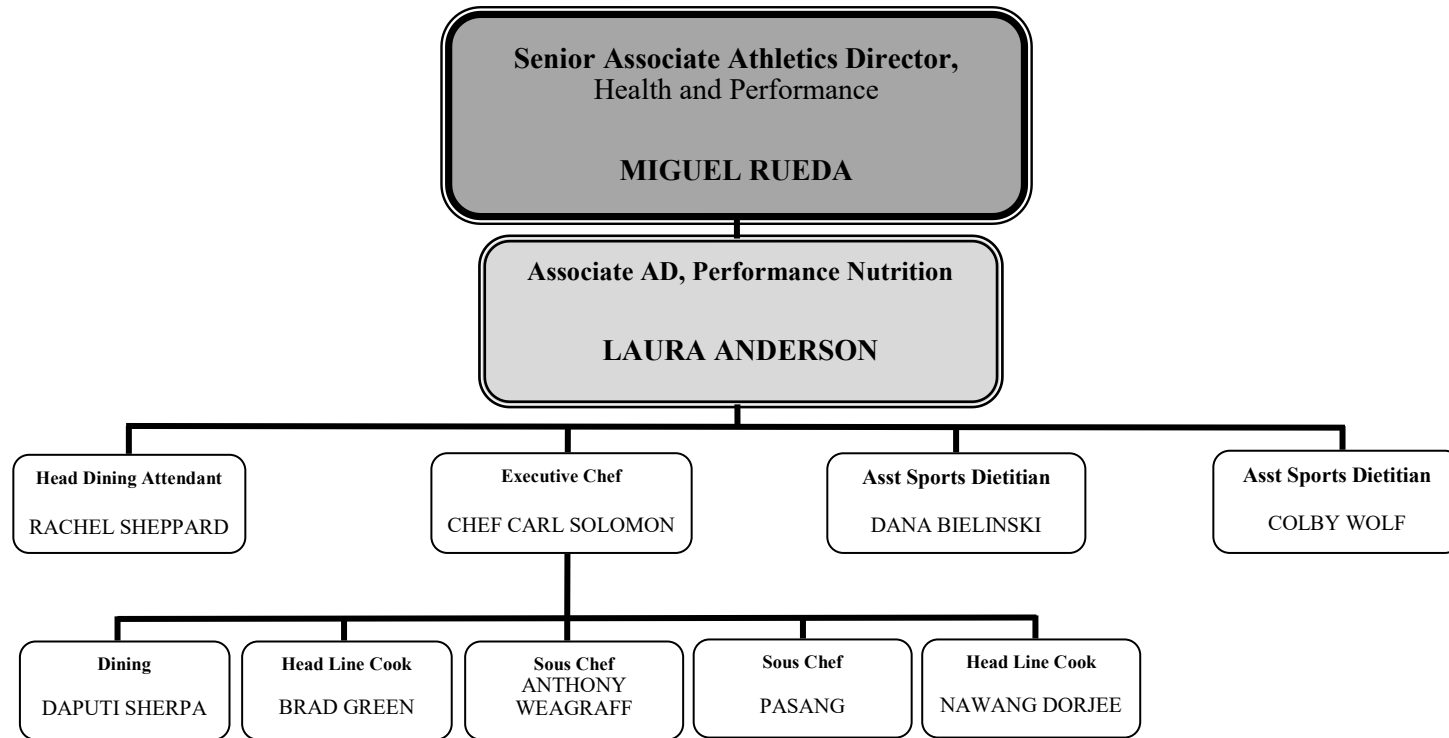 Senior Associate Athletics Director,
Health and Performance
MIGUEL RUEDA
Associate AD, Performance Nutrition
LAURA ANDERSON
Head Dining Attendant
RACHEL SHEPPARD
Executive Chef
CHEF CARL SOLOMON
Asst Sports Dietitian
DANA BIELINSKI
Asst Sports Dietitian
COLBY WOLF
Dining
DAPUTI SHERPA
Head Line Cook
BRAD GREEN
Sous Chef
ANTHONY
WEAGRAFF
Sous Chef
PASANG
Head Line Cook
NAWANG DORJEE